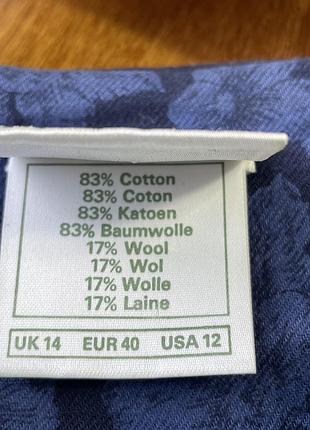 83% Cotton
83% Coton
83% Katoen
83% Baumwolle
17% Wool
17% Wol
17% Wolle
17% Laine
UK 14 EUR 40 USA 12